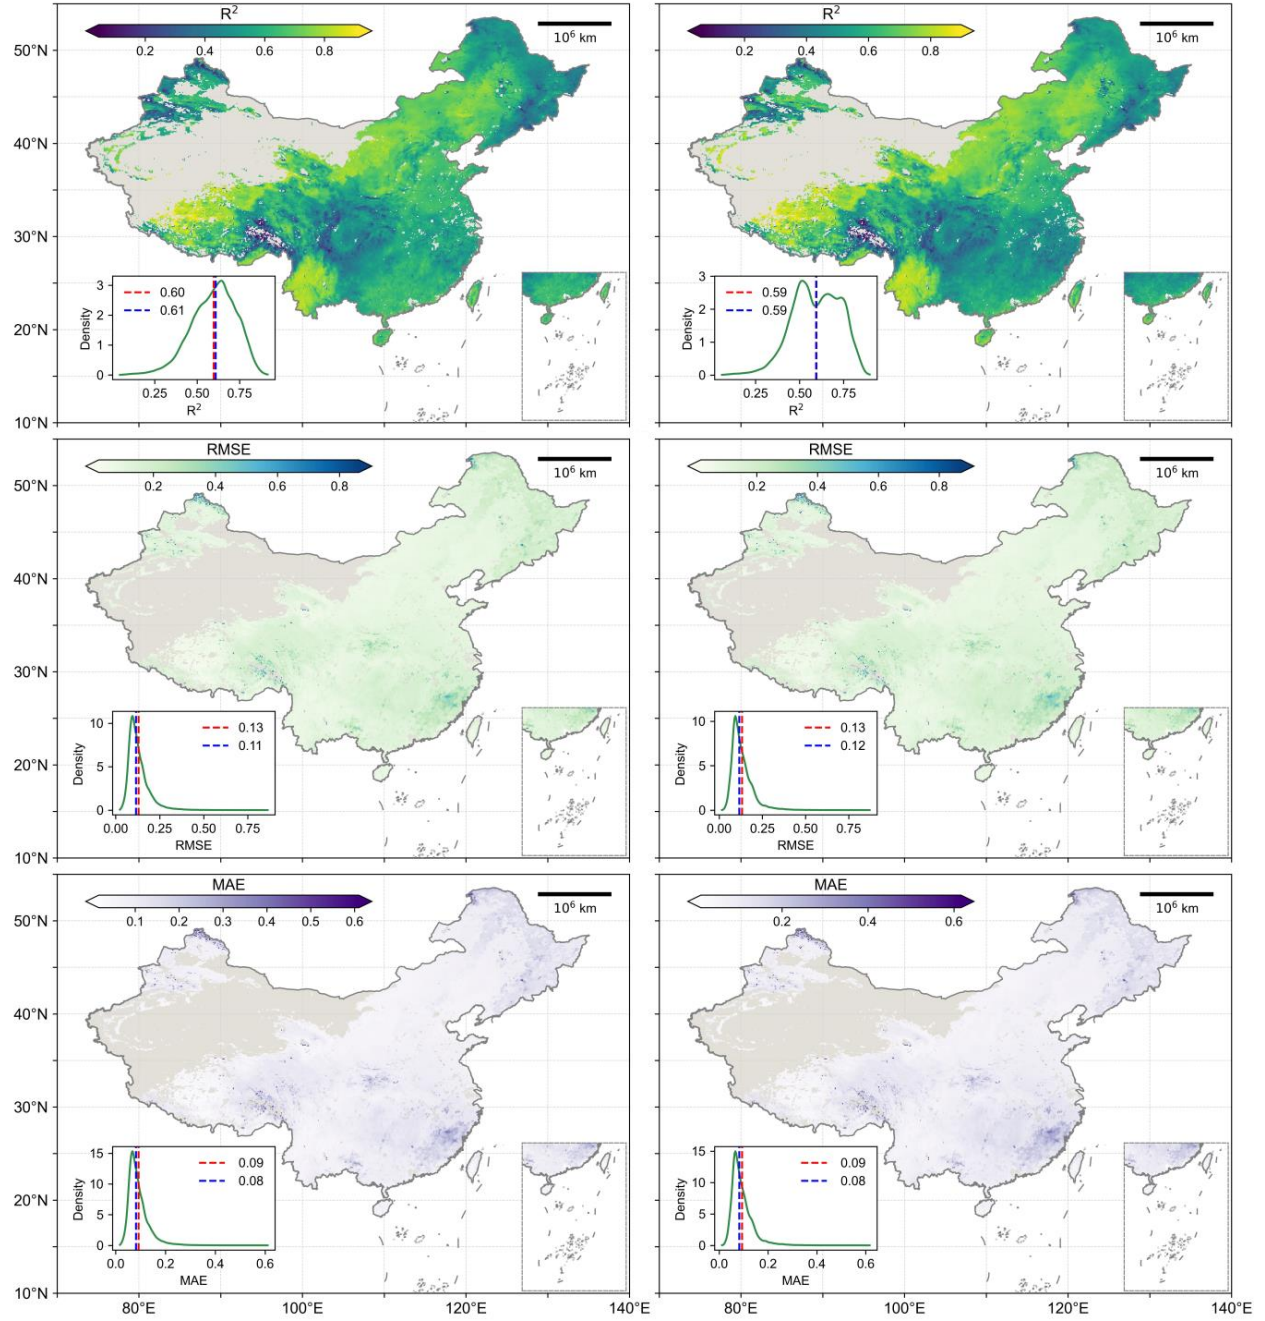 R²
0.2 0.4 0.6 0.8
10⁶ km
50°N
40°N
30°N
20°N
10°N
0.60
0.61
Density
3
2
1
0
0.25 0.50 0.75
R²
R²
0.2 0.4 0.6 0.8
10⁶ km
0.59
0.59
Density
3
2
1
0
0.25 0.50 0.75
R²
RMSE
0.2 0.4 0.6 0.8
10⁶ km
50°N
40°N
30°N
20°N
10°N
0.13
0.11
Density
10
5
0
0.00 0.25 0.50 0.75
RMSE
RMSE
0.2 0.4 0.6 0.8
10⁶ km
0.13
0.12
Density
10
5
0
0.00 0.25 0.50 0.75
RMSE
MAE
0.1 0.2 0.3 0.4 0.5 0.6
10⁶ km
50°N
40°N
30°N
20°N
10°N
0.09
0.08
Density
15
10
5
0
0.0 0.2 0.4 0.6
MAE
80°E 100°E 120°E 140°E
MAE
0.2 0.4 0.6
10⁶ km
0.09
0.08
Density
15
10
5
0
0.0 0.2 0.4 0.6
MAE
80°E 100°E 120°E 140°E